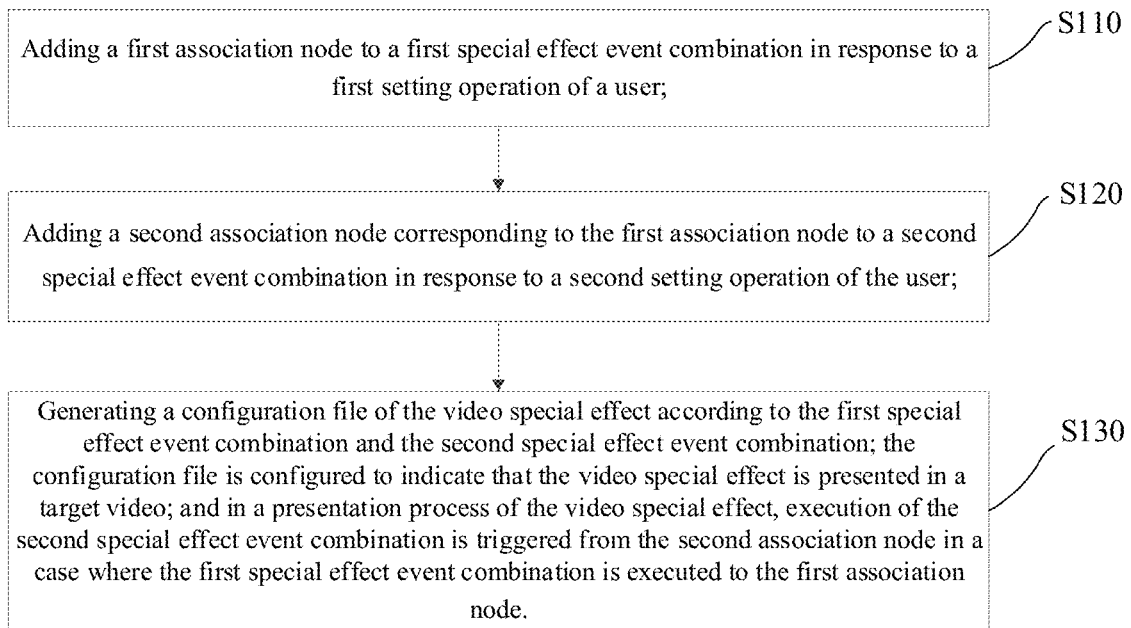 S110
Adding a first association node to a first special effect event combination in response to a
first setting operation of a user;
S120
Adding a second association node corresponding to the first association node to a second
special effect event combination in response to a second setting operation of the user;
S130
Generating a configuration file of the video special effect according to the first special
effect event combination and the second special effect event combination; the
configuration file is configured to indicate that the video special effect is presented in a
target video; and in a presentation process of the video special effect, execution of the
second special effect event combination is triggered from the second association node in a
case where the first special effect event combination is executed to the first association
node.